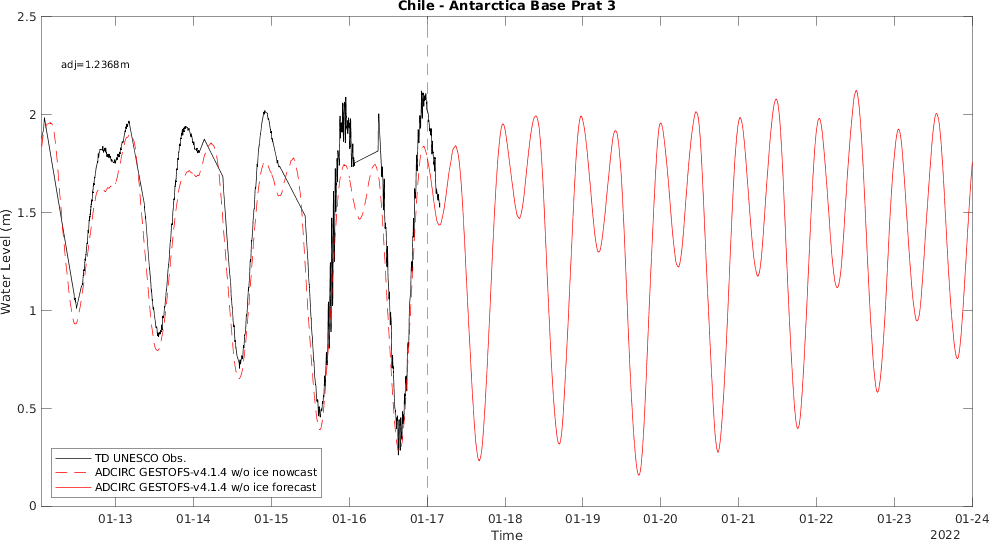 Chile - Antarctica Base Prat 3
2.5
adj=1.2368m
2
1.5
Water Level (m)
1
0.5
TD UNESCO Obs.
ADCIRC GESTOFS-v4.1.4 w/o ice nowcast
ADCIRC GESTOFS-v4.1.4 w/o ice forecast
0
01-13 01-14 01-15 01-16 01-17 01-18 01-19 01-20 01-21 01-22 01-23 01-24
Time
2022